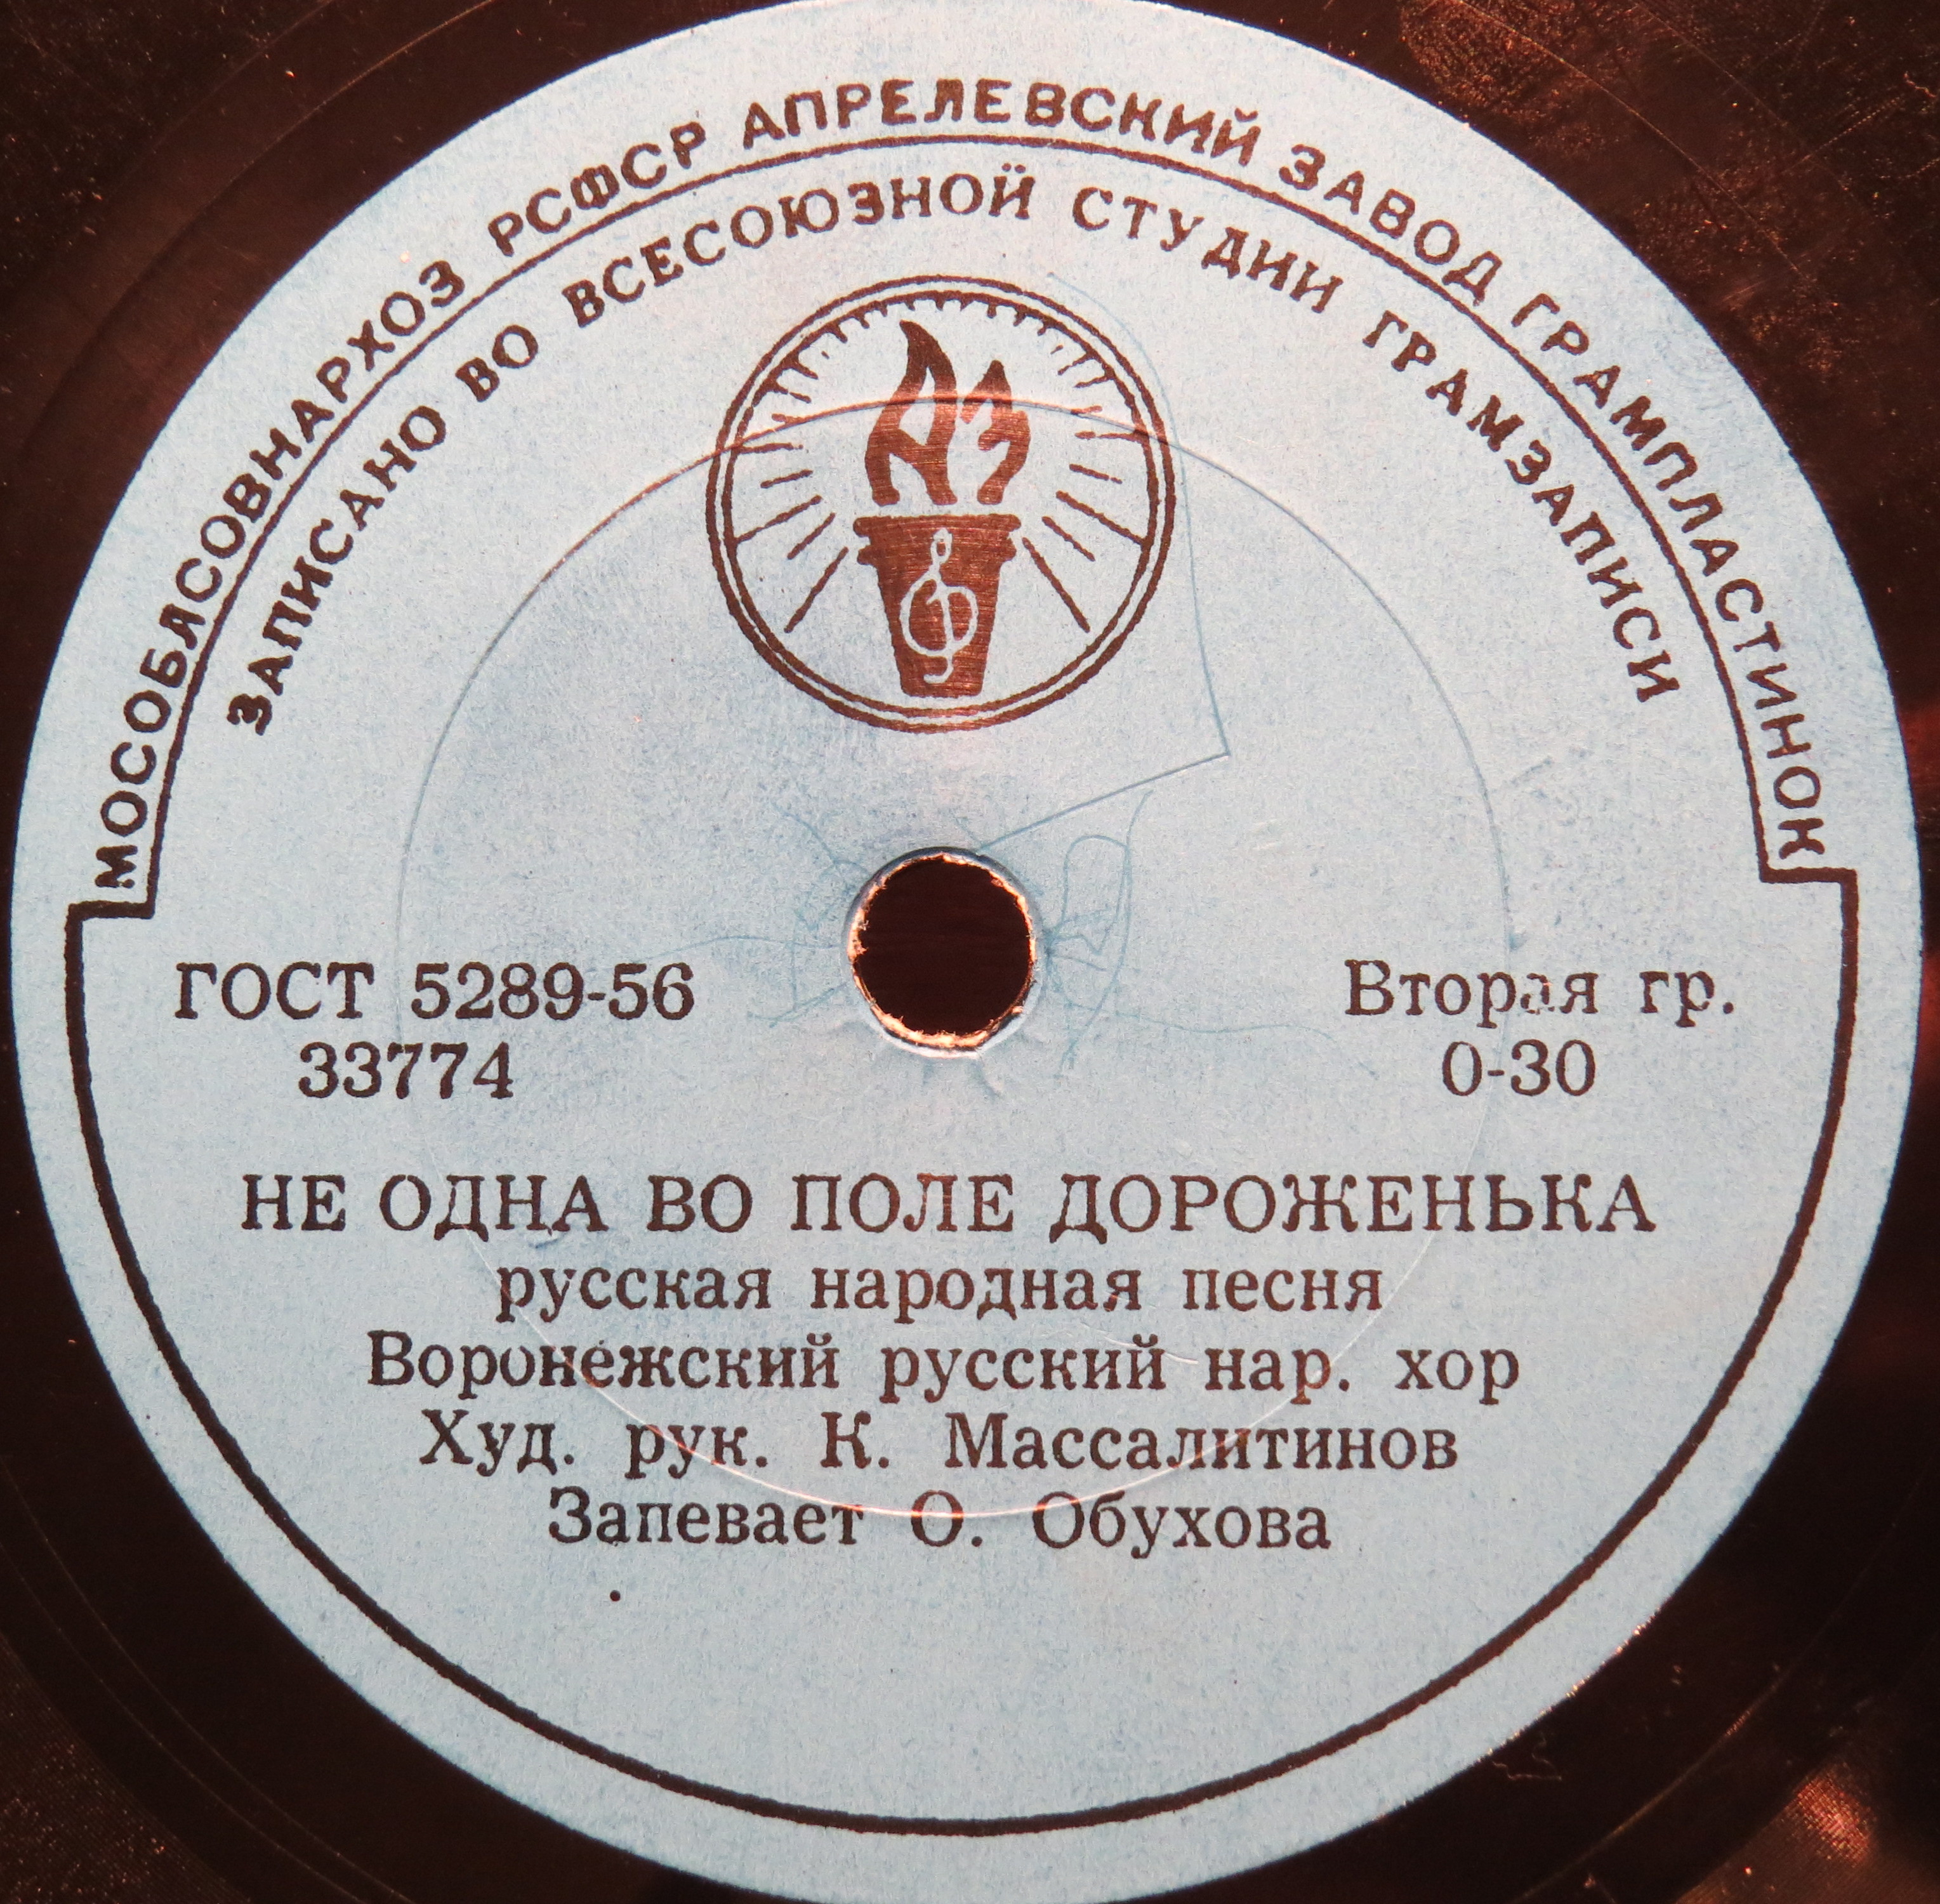 МОСОБЛСОВНАРХОЗ РСФСР АПРЕЛЕВСКИЙ ЗАВОД ГРАМПЛАСТИНОК
ЗАПИСАНО ВО ВСЕСОЮЗНОЙ СТУДИИ ГРАМЗАПИСИ
ГОСТ 5289-56
33774
Вторая гр.
0-30
НЕ ОДНА ВО ПОЛЕ ДОРОЖЕНЬКА
русская народная песня
Воронежский русский нар. хор
Худ. рук. К. Массалитинов
Запевает О. Обухова